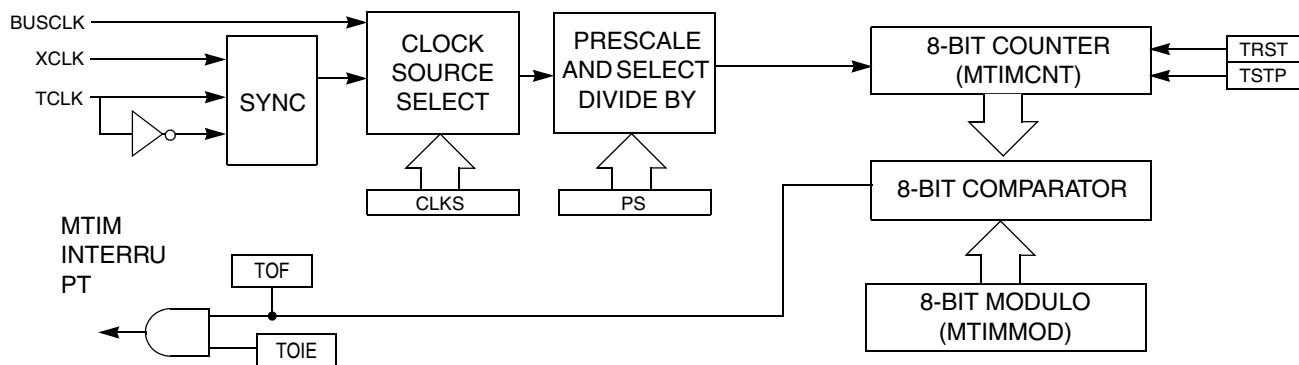 BUSCLK
XCLK
TCLK
SYNC
CLOCK
SOURCE
SELECT
PRESCALE
AND SELECT
DIVIDE BY
8-BIT COUNTER
(MTIMCNT)
TRST
TSTP
CLKS
PS
8-BIT COMPARATOR
MTIM
INTERRU
PT
TOF
8-BIT MODULO
(MTIMMOD)
TOIE